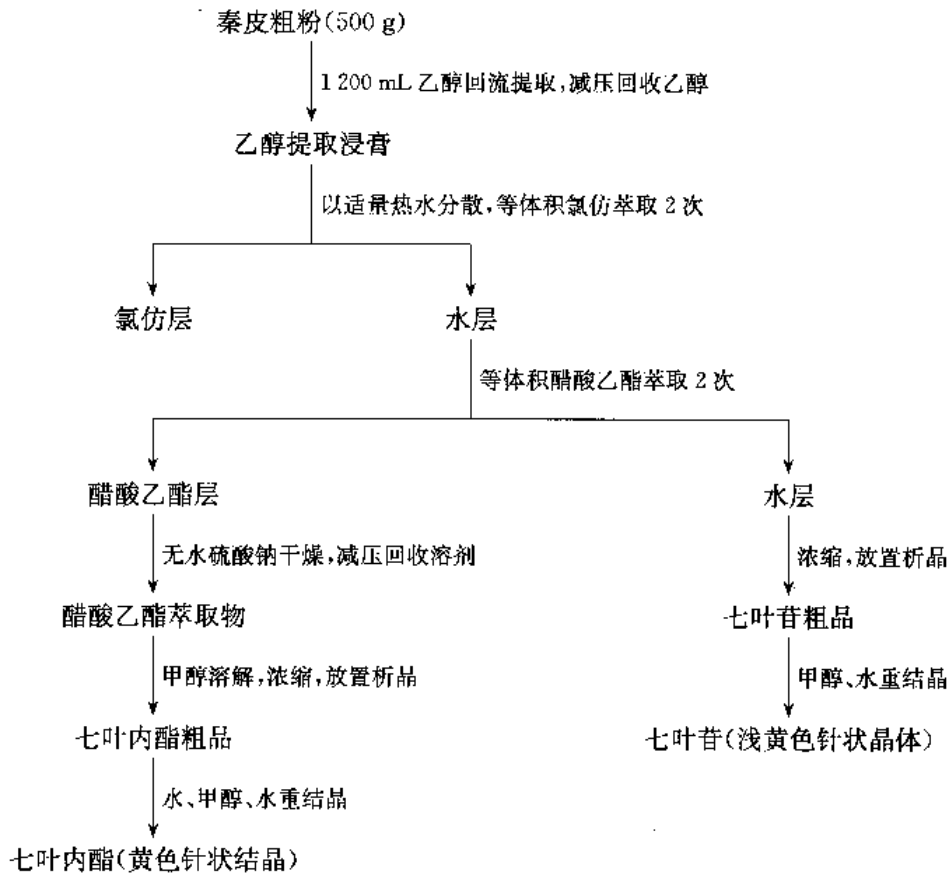 秦皮粗粉(500 g)
1 200 mL 乙醇回流提取,减压回收乙醇
乙醇提取浸膏
以适量热水分散,等体积氯仿萃取 2 次
氯仿层
水层
等体积醋酸乙酯萃取 2 次
醋酸乙酯层
水层
无水硫酸钠干燥,减压回收溶剂
浓缩,放置析晶
醋酸乙酯萃取物
七叶苷粗品
甲醇溶解,浓缩,放置析晶
甲醇、水重结晶
七叶内酯粗品
七叶苷(浅黄色针状晶体)
水、甲醇、水重结晶
七叶内酯(黄色针状结晶)